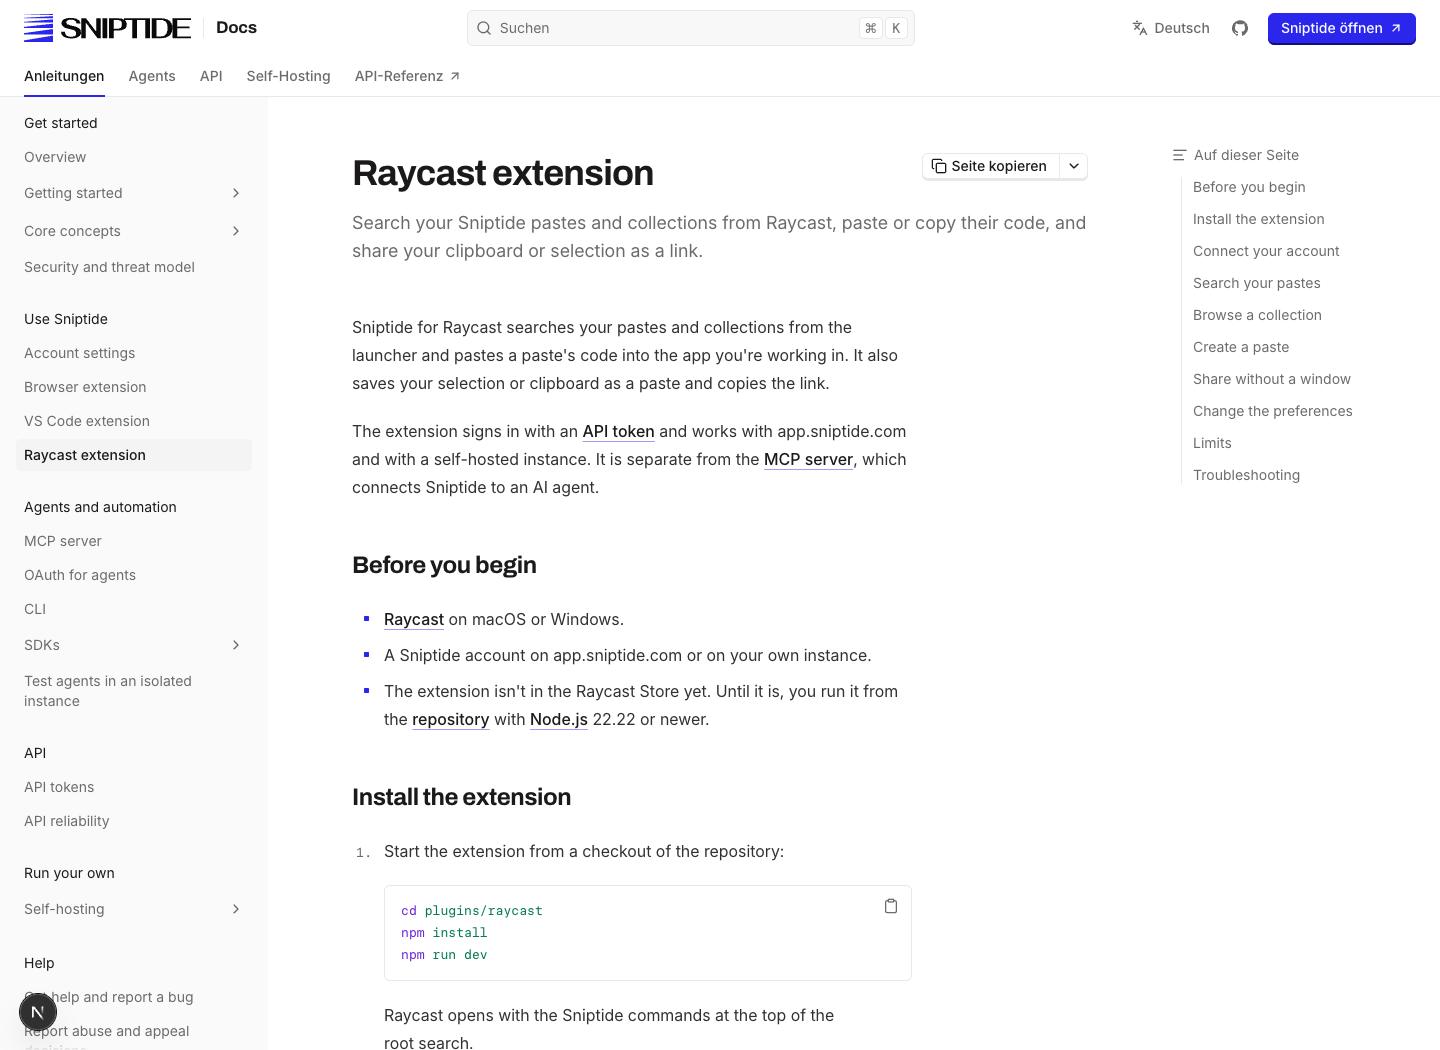 SNIPTIDE Docs
Suchen
⌘ K
Deutsch
Sniptide öffnen
Anleitungen Agents API Self-Hosting API-Referenz
Get started
Overview
Getting started
Core concepts
Security and threat model
Use Sniptide
Account settings
Browser extension
VS Code extension
Raycast extension
Agents and automation
MCP server
OAuth for agents
CLI
SDKs
Test agents in an isolated
instance
API
API tokens
API reliability
Run your own
Self-hosting
Help
help and report a bug
Report abuse and appeal
N
Raycast extension
Seite kopieren
Search your Sniptide pastes and collections from Raycast, paste or copy their code, and
share your clipboard or selection as a link.
Sniptide for Raycast searches your pastes and collections from the
launcher and pastes a paste's code into the app you're working in. It also
saves your selection or clipboard as a paste and copies the link.
The extension signs in with an API token and works with app.sniptide.com
and with a self-hosted instance. It is separate from the MCP server, which
connects Sniptide to an AI agent.
Before you begin
Raycast on macOS or Windows.
A Sniptide account on app.sniptide.com or on your own instance.
The extension isn't in the Raycast Store yet. Until it is, you run it from
the repository with Node.js 22.22 or newer.
Install the extension
1. Start the extension from a checkout of the repository:
cd plugins/raycast
npm install
npm run dev
Raycast opens with the Sniptide commands at the top of the
root search.
Auf dieser Seite
Before you begin
Install the extension
Connect your account
Search your pastes
Browse a collection
Create a paste
Share without a window
Change the preferences
Limits
Troubleshooting